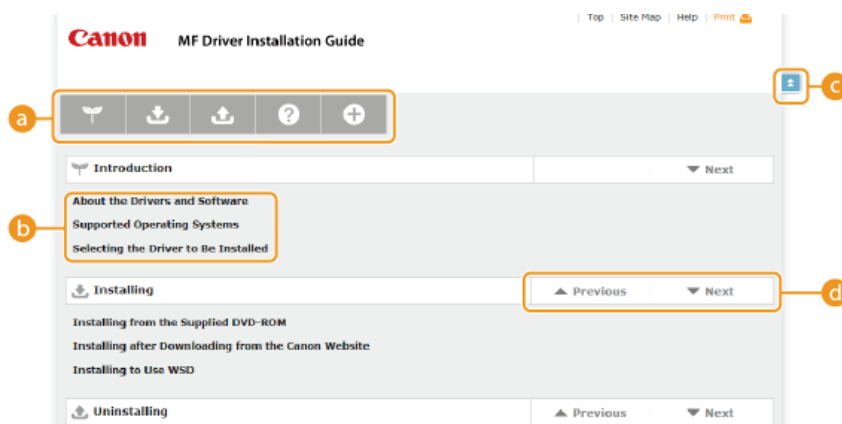 Top | Site Map | Help | Print
Canon MF Driver Installation Guide
c
a
Introduction Next
About the Drivers and Software
b
Supported Operating Systems
Selecting the Driver to Be Installed
Installing Previous Next
d
Installing from the Supplied DVD-ROM
Installing after Downloading from the Canon Website
Installing to Use WSD
Uninstalling Previous Next